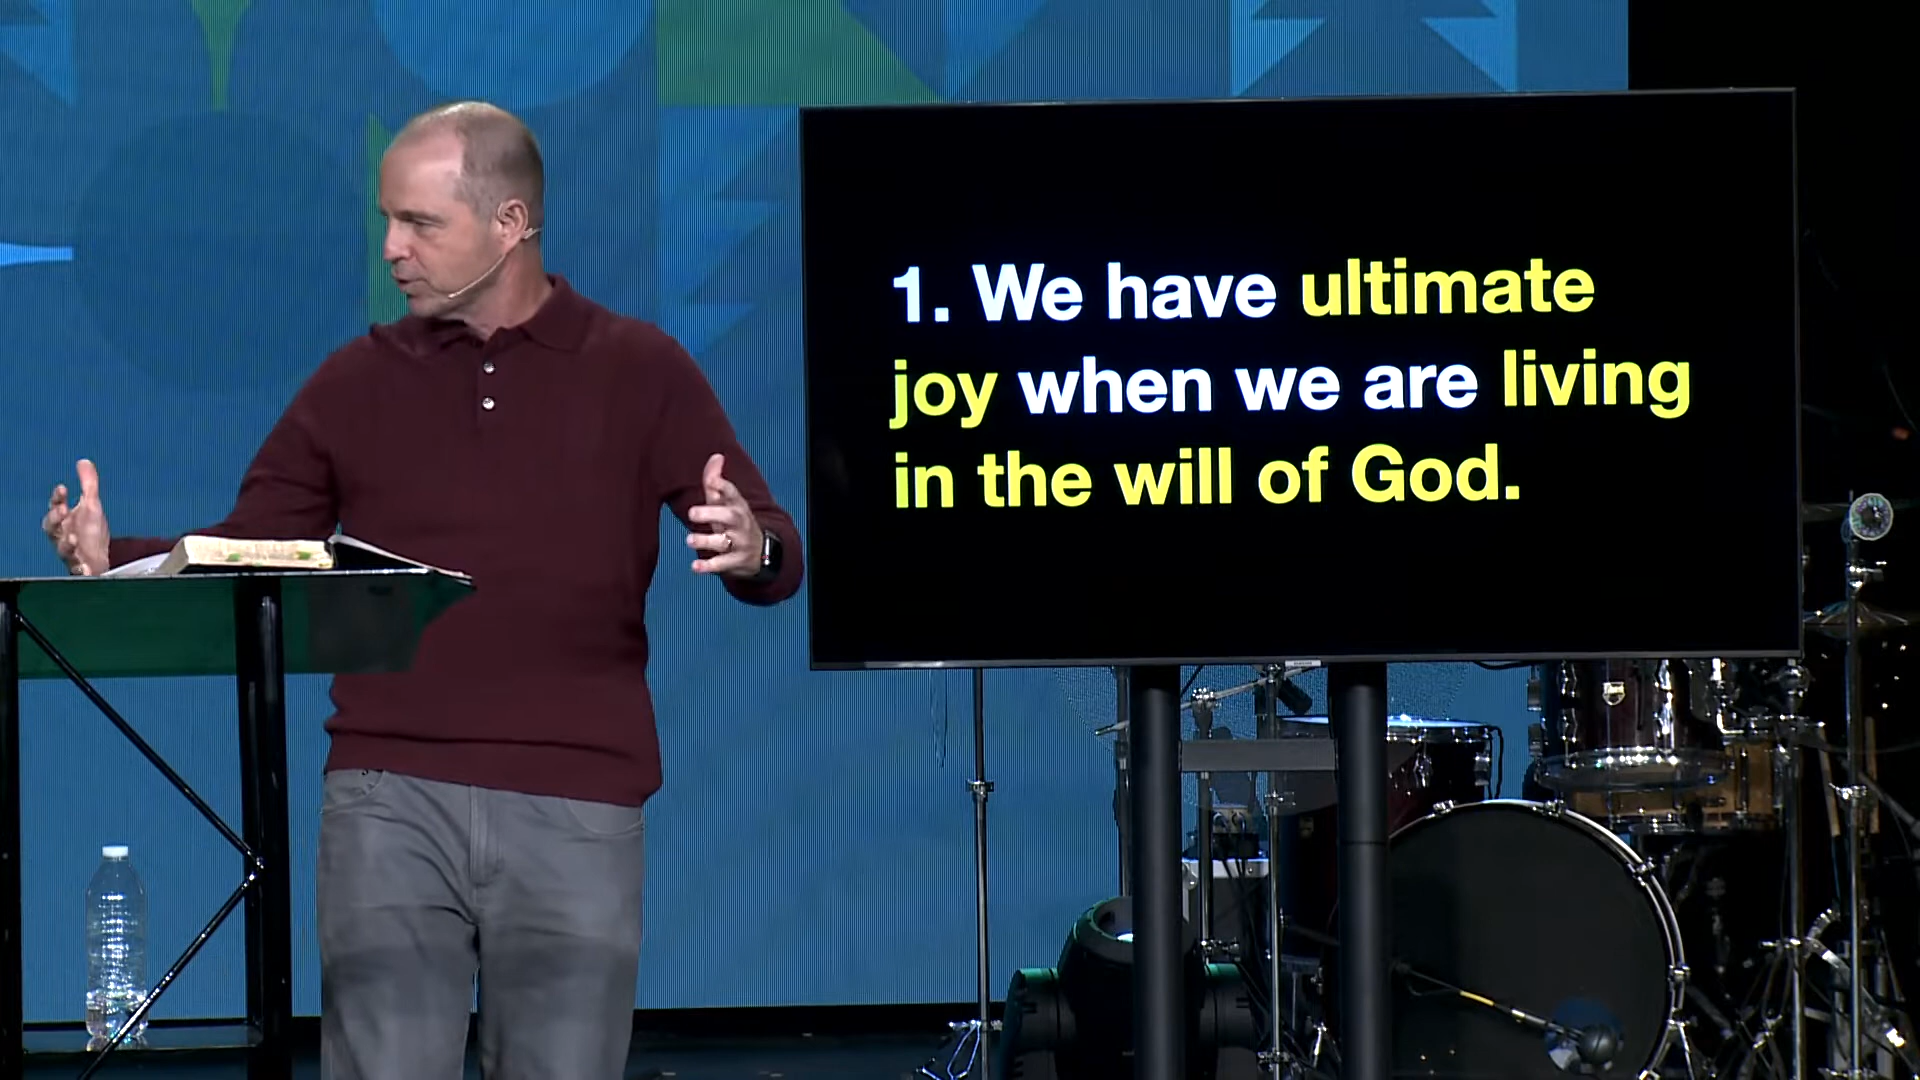 1. We have ultimate
joy when we are living
in the will of God.